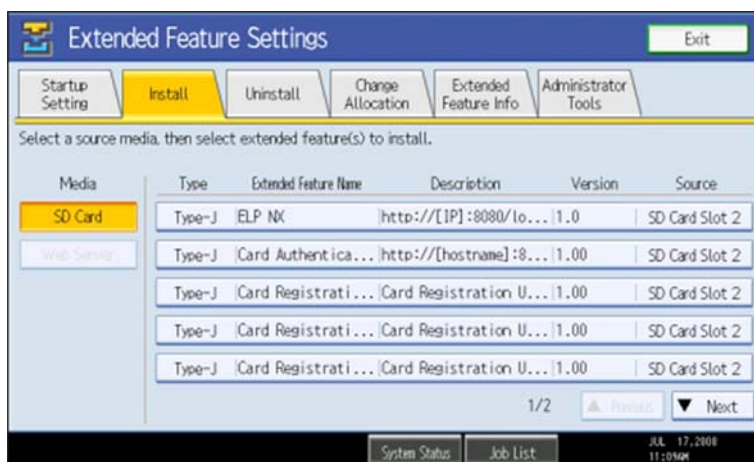 Extended Feature Settings
Exit
Startup Setting
Install
Uninstall
Change Allocation
Extended Feature Info
Administrator Tools
Select a source media, then select extended feature(s) to install.
Media Type Extended Feature Name Description Version Source
SD Card
Web Server
Type-J ELP NX http://[IP]:8080/lo... 1.0 SD Card Slot 2
Type-J Card Authentica... http://[hostname]:8... 1.00 SD Card Slot 2
Type-J Card Registrati... Card Registration U... 1.00 SD Card Slot 2
Type-J Card Registrati... Card Registration U... 1.00 SD Card Slot 2
Type-J Card Registrati... Card Registration U... 1.00 SD Card Slot 2
1/2 ▲ Previous ▼ Next
System Status
Job List
JUL 17,2008
11:09AM